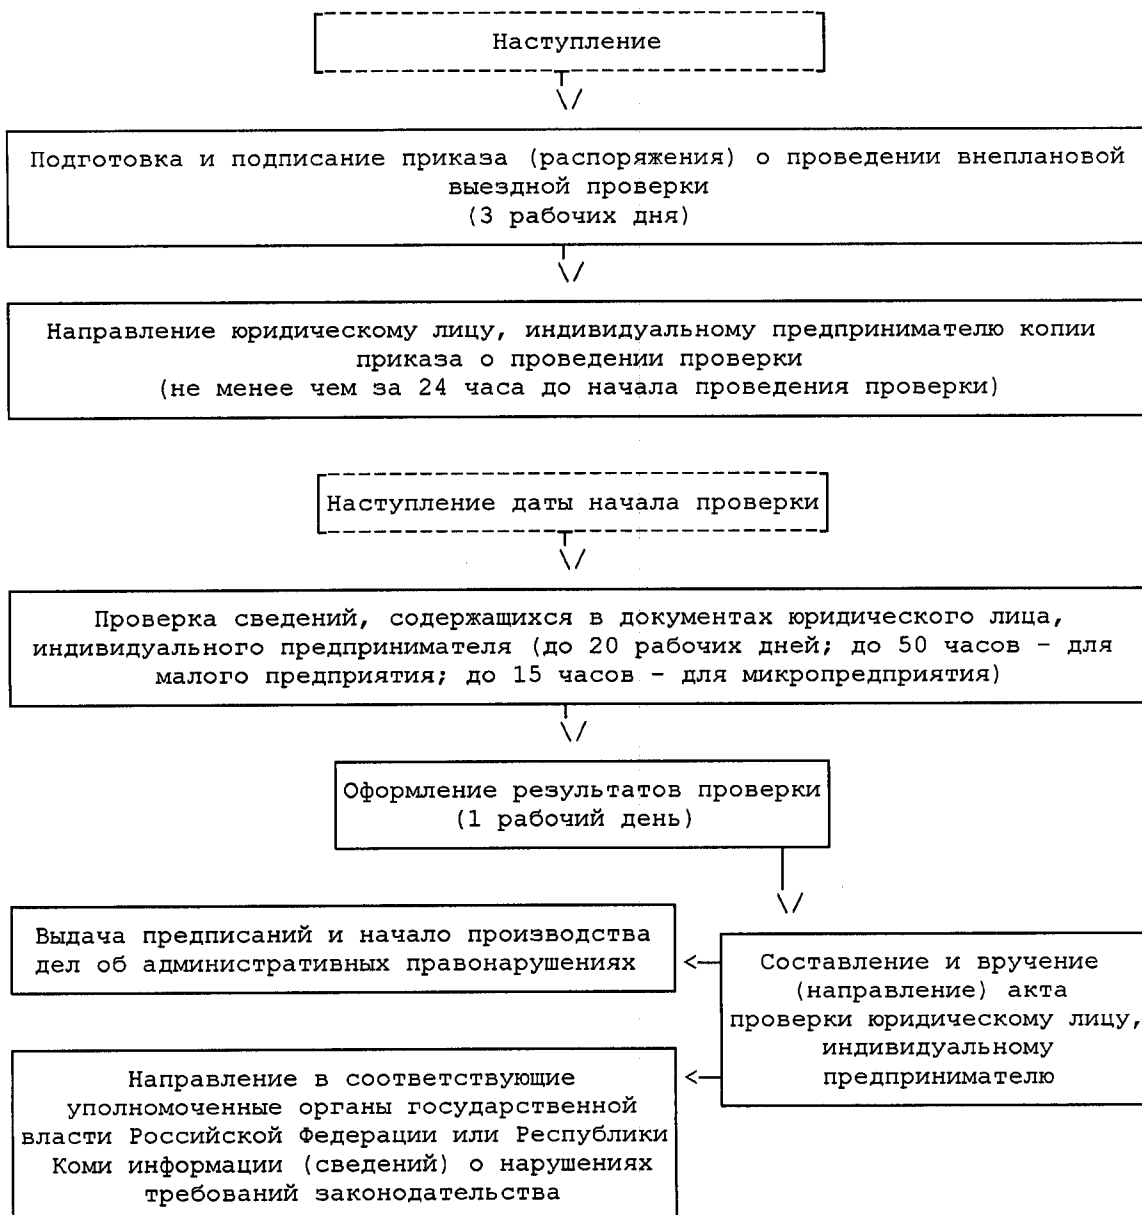 Наступление
Подготовка и подписание приказа (распоряжения) о проведении внеплановой
выездной проверки
(3 рабочих дня)
Направление юридическому лицу, индивидуальному предпринимателю копии
приказа о проведении проверки
(не менее чем за 24 часа до начала проведения проверки)
Наступление даты начала проверки
Проверка сведений, содержащихся в документах юридического лица,
индивидуального предпринимателя (до 20 рабочих дней; до 50 часов - для
малого предприятия; до 15 часов - для микропредприятия)
Оформление результатов проверки
(1 рабочий день)
Выдача предписаний и начало производства
дел об административных правонарушениях
Составление и вручение
(направление) акта
проверки юридическому лицу,
индивидуальному
предпринимателю
Направление в соответствующие
уполномоченные органы государственной
власти Российской Федерации или Республики
Коми информации (сведений) о нарушениях
требований законодательства